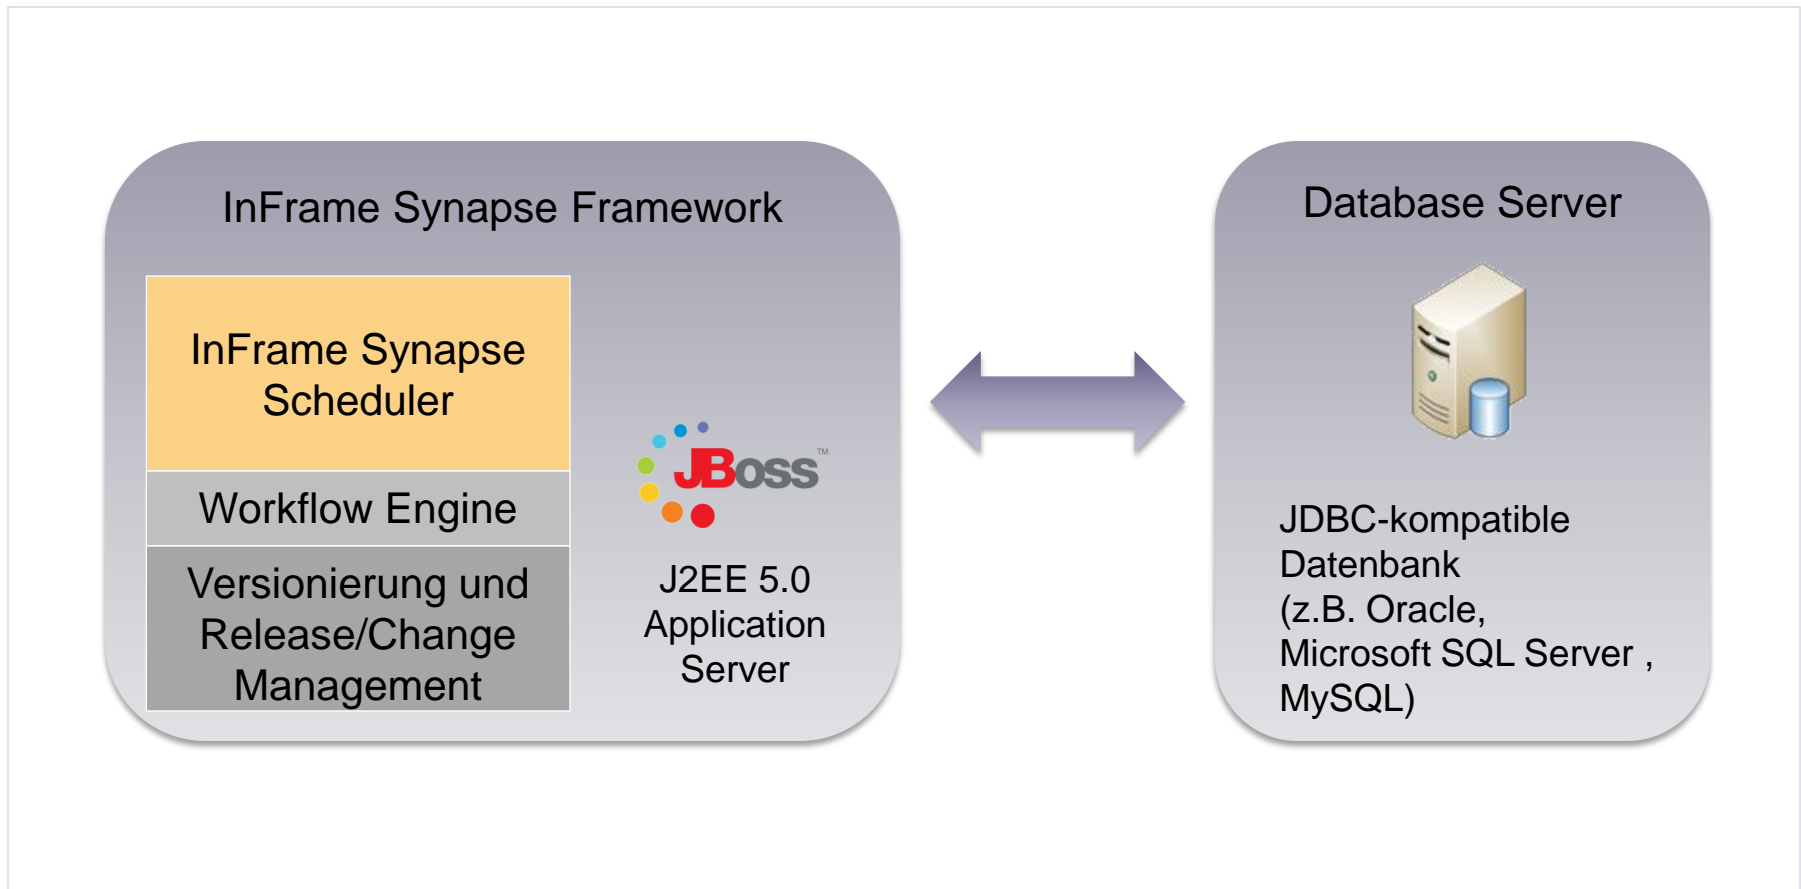 InFrame Synapse Framework
InFrame Synapse
Scheduler
Workflow Engine
Versionierung und
Release/Change
Management
JBoss™
J2EE 5.0
Application
Server
Database Server
JDBC-kompatible
Datenbank
(z.B. Oracle,
Microsoft SQL Server ,
MySQL)